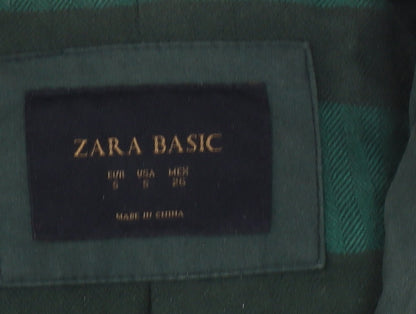 ZARA BASIC
EUR USA MEX
S S 26
MADE IN CHINA